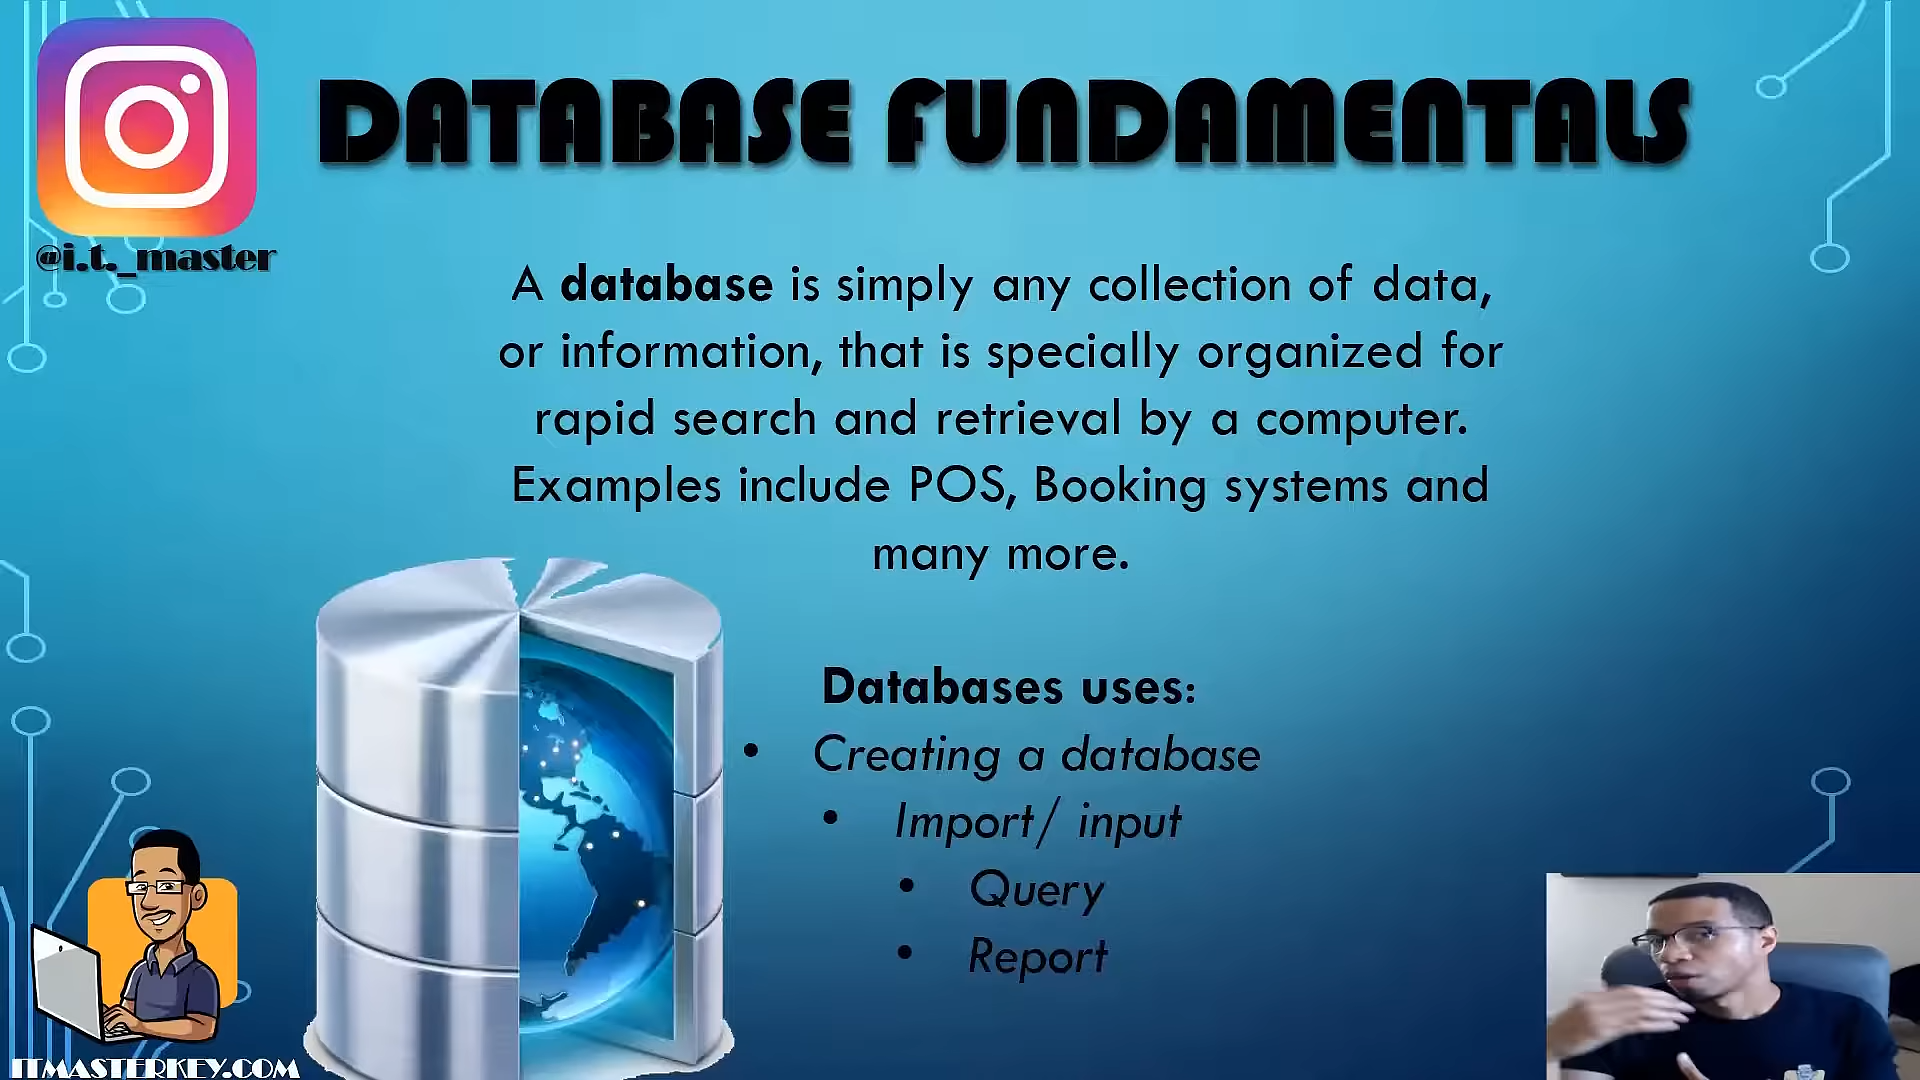 DATABASE FUNDAMENTALS
@i.t._master
A database is simply any collection of data,
or information, that is specially organized for
rapid search and retrieval by a computer.
Examples include POS, Booking systems and
many more.
Databases uses:
• Creating a database
• Import/ input
• Query
• Report
ITMASTERKEY.COM